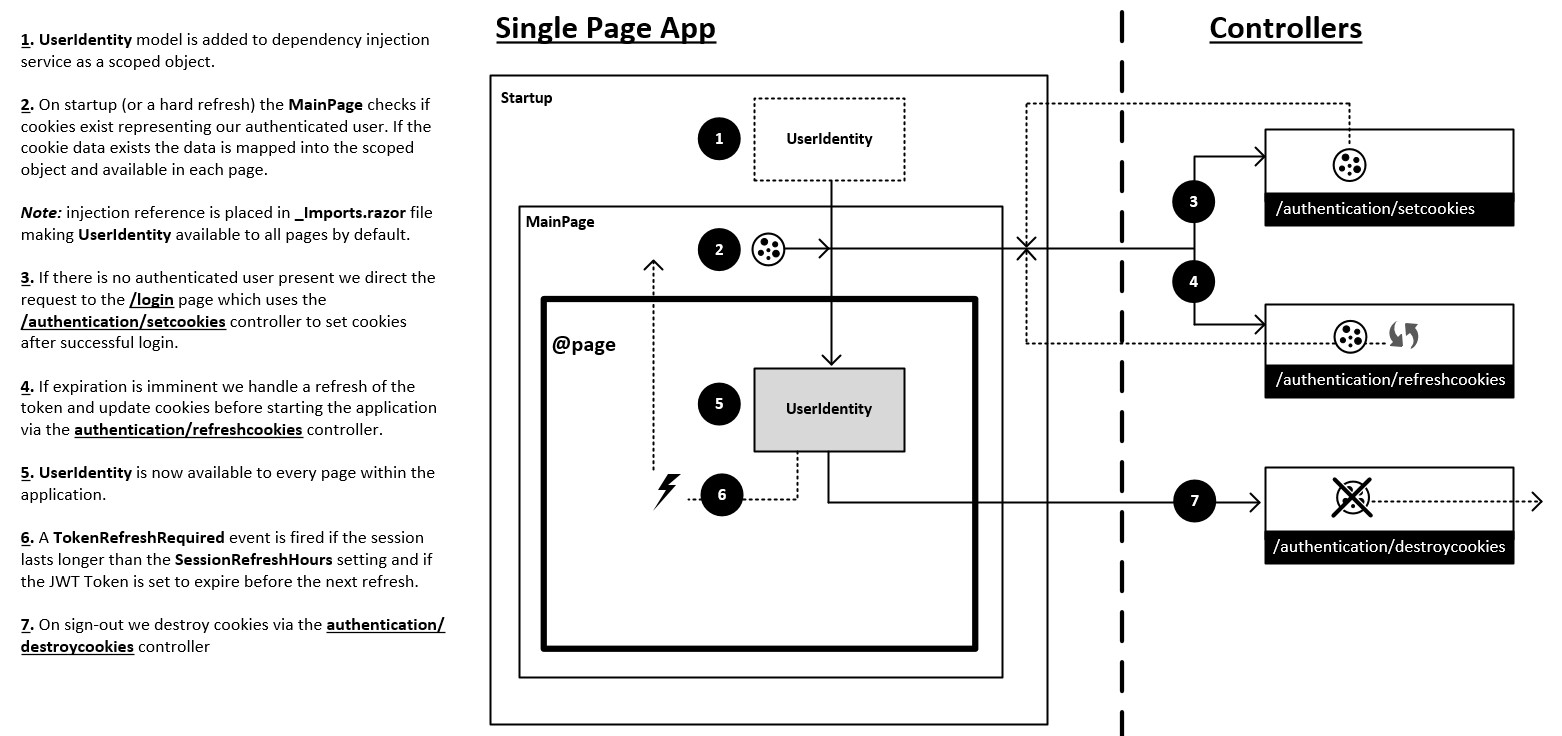 1. UserIdentity model is added to dependency injection
service as a scoped object.
2. On startup (or a hard refresh) the MainPage checks if
cookies exist representing our authenticated user. If the
cookie data exists the data is mapped into the scoped
object and available in each page.
Note: injection reference is placed in _Imports.razor file
making UserIdentity available to all pages by default.
3. If there is no authenticated user present we direct the
request to the /login page which uses the
/authentication/setcookies controller to set cookies
after successful login.
4. If expiration is imminent we handle a refresh of the
token and update cookies before starting the application
via the authentication/refreshcookies controller.
5. UserIdentity is now available to every page within the
application.
6. A TokenRefreshRequired event is fired if the session
lasts longer than the SessionRefreshHours setting and if
the JWT Token is set to expire before the next refresh.
7. On sign-out we destroy cookies via the authentication/
destroycookies controller
Single Page App
Startup
1
UserIdentity
MainPage
2
@page
5
UserIdentity
6
Controllers
3
/authentication/setcookies
4
/authentication/refreshcookies
7
/authentication/destroycookies